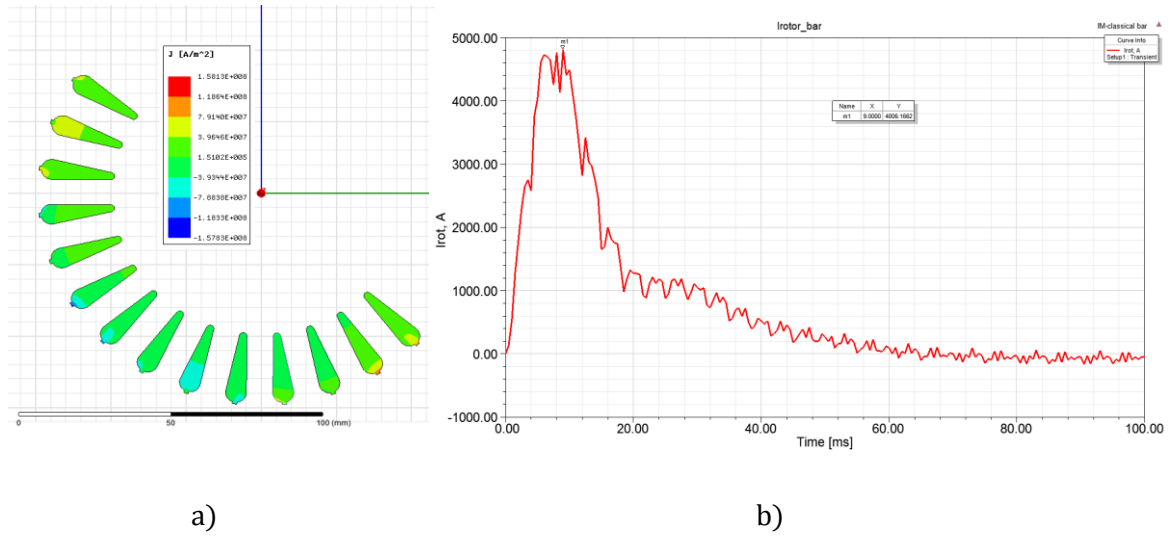 J [A/m^2]
1.5813E+008
1.1864E+008
7.9140E+007
3.9646E+007
1.5102E+005
-3.9344E+007
-7.8838E+007
-1.1833E+008
-1.5783E+008
0 50 100 (mm)
a)
Irotor_bar
IM-classical bar
Curve Info
Irot, A
Setup1 : Transient
m1
Name X Y
m1 9.0000 4806.1662
Irot, A
5000.00
4000.00
3000.00
2000.00
1000.00
0.00
-1000.00
0.00 20.00 40.00 60.00 80.00 100.00
Time [ms]
b)